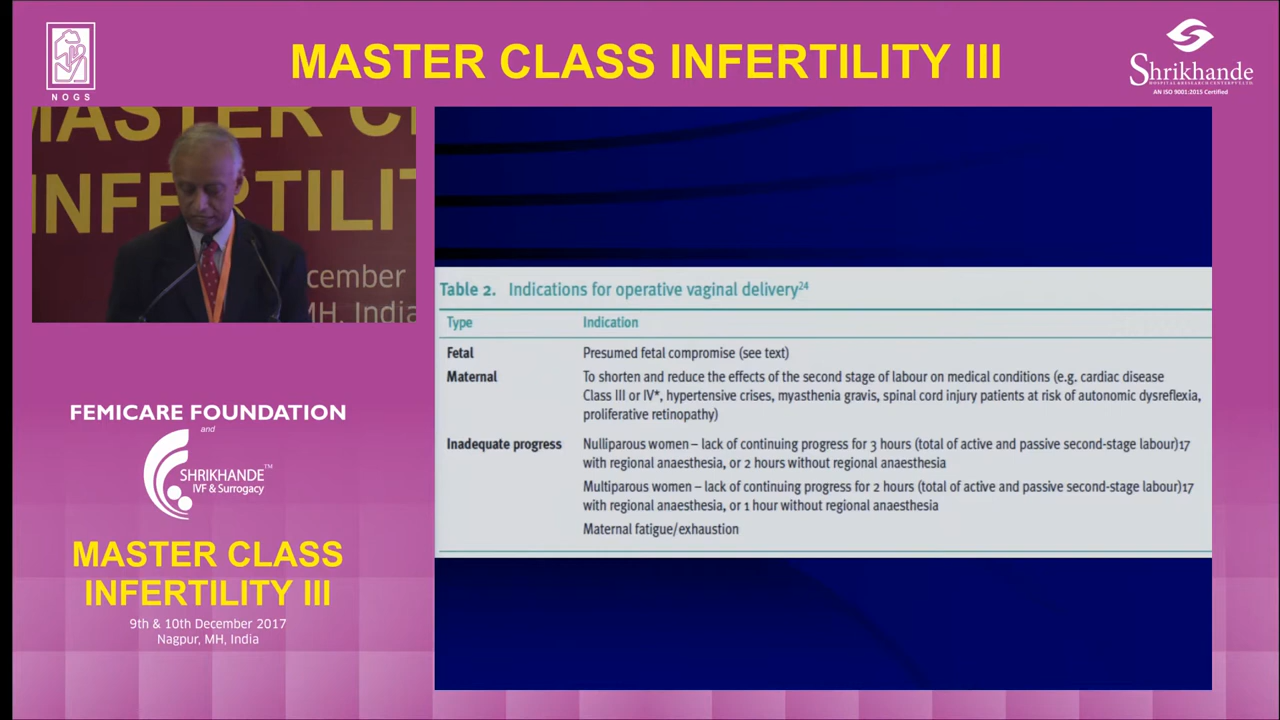 MASTER CLASS INFERTILITY III
NOGS
Shrikhande
AN ISO 9001:2015 Certified
MASTER C
INFERTILIT
cember
MH, India
Table 2. Indications for operative vaginal delivery24
Type Indication
Fetal Presumed fetal compromise (see text)
Maternal To shorten and reduce the effects of the second stage of labour on medical conditions (e.g. cardiac disease
Class III or IV*, hypertensive crises, myasthenia gravis, spinal cord injury patients at risk of autonomic dysreflexia,
proliferative retinopathy)
Inadequate progress Nulliparous women – lack of continuing progress for 3 hours (total of active and passive second-stage labour)17
with regional anaesthesia, or 2 hours without regional anaesthesia
Multiparous women – lack of continuing progress for 2 hours (total of active and passive second-stage labour)17
with regional anaesthesia, or 1 hour without regional anaesthesia
Maternal fatigue/exhaustion
FEMICARE FOUNDATION
and
SHRIKHANDE™
IVF & Surrogacy
MASTER CLASS
INFERTILITY III
9th & 10th December 2017
Nagpur, MH, India